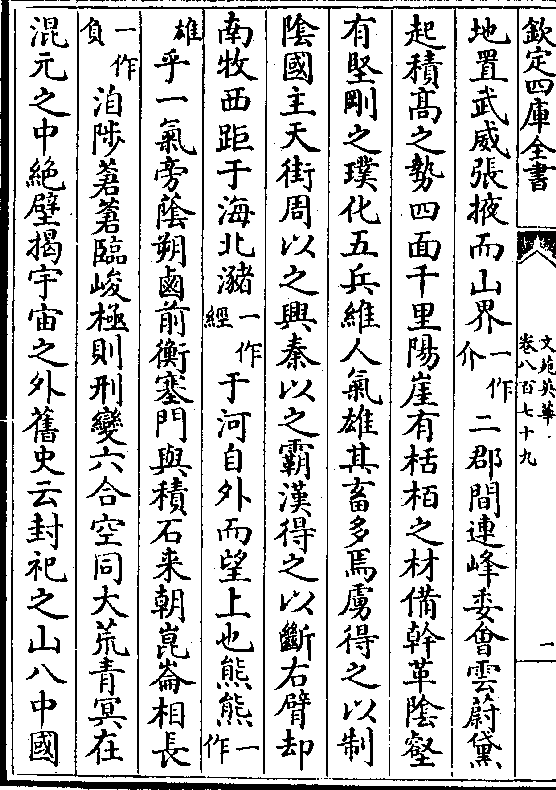 欽定四庫全書
文苑英華
卷八百七十九
一
地置武威張掖而山界一作介二郡間連峰委會雲蔚黛
起積髙之勢四面千里陽崖有栝栢之材備幹革陰壑
有堅剛之璞化五兵維人氣雄其畜多馬虜得之以制
陰國主天街周以之興秦以之霸漢得之以斷右臂却
南牧西距于海北瀦一作經于河自外而望上也熊熊一作
雄乎一氣旁蔭朔鹵前衡塞門與積石来朝崑崙相長
一作負洎陟蒼蒼臨峻極則刑變六合空同大荒青冥在
混元之中絶壁揭宇宙之外舊史云封祀之山八中國